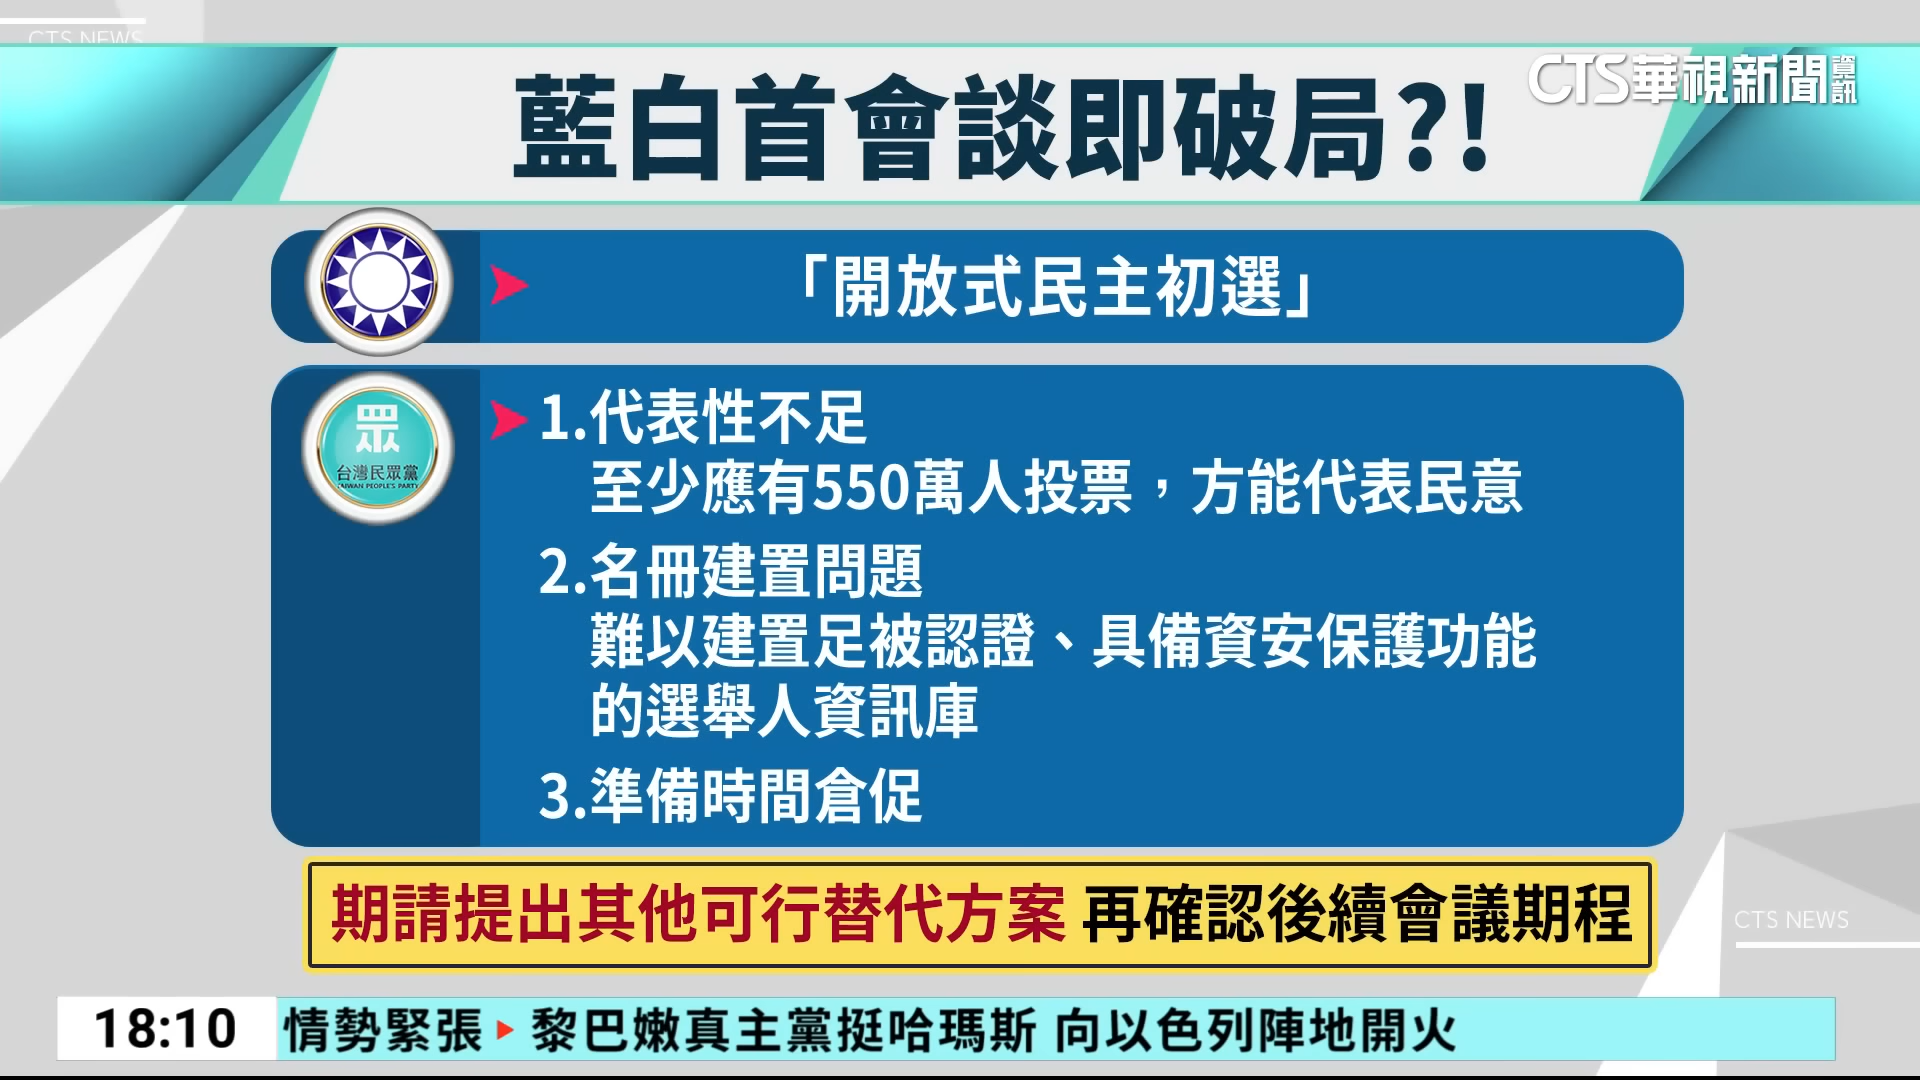 CTS NEWS
藍白首會談即破局?!
CTS華視新聞資訊
「開放式民主初選」
眾
台灣民眾黨
TAIWAN PEOPLE'S PARTY
1.代表性不足
至少應有550萬人投票，方能代表民意
2.名冊建置問題
難以建置足被認證、具備資安保護功能
的選舉人資訊庫
3.準備時間倉促
期請提出其他可行替代方案 再確認後續會議期程
CTS NEWS
18:10 情勢緊張 黎巴嫩真主黨挺哈瑪斯 向以色列陣地開火